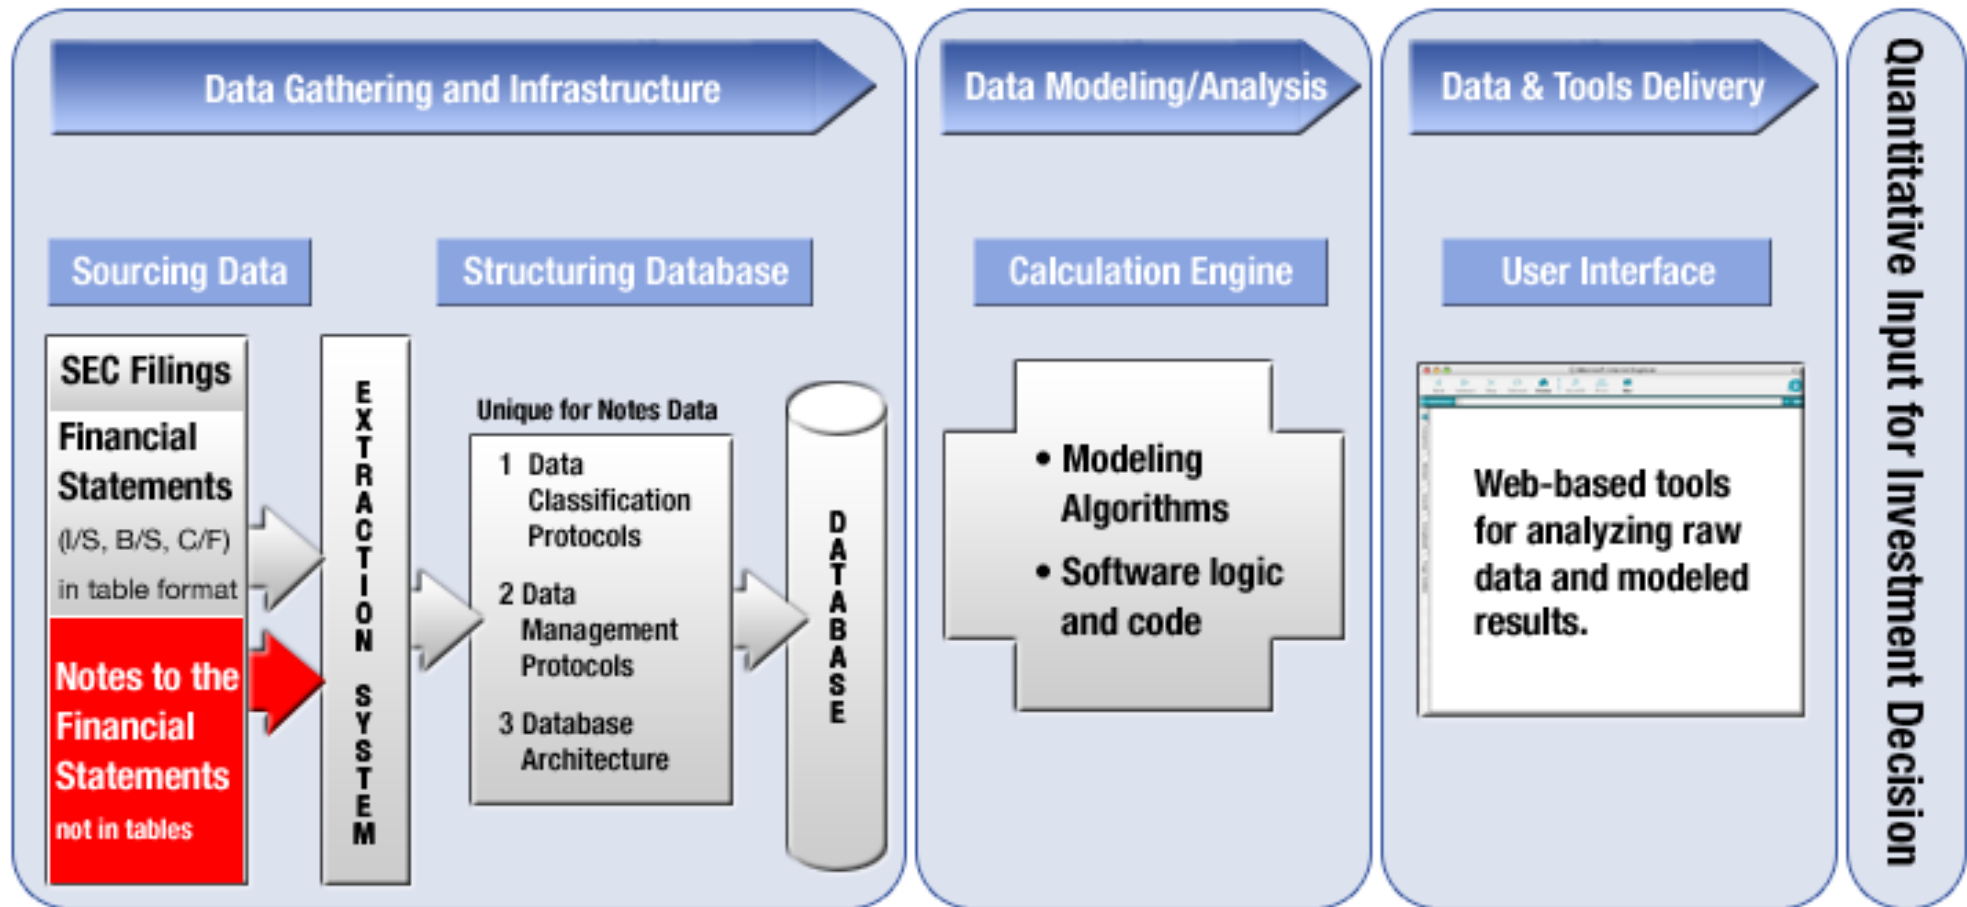 Data Gathering and Infrastructure
Data Modeling/Analysis
Data & Tools Delivery
Quantitative Input for Investment Decision
Sourcing Data
Structuring Database
Calculation Engine
User Interface
SEC Filings
Financial
Statements
(I/S, B/S, C/F)
in table format
Notes to the
Financial
Statements
not in tables
EXTRACTION SYSTEM
Unique for Notes Data
1 Data
Classification
Protocols
2 Data
Management
Protocols
3 Database
Architecture
DATABASE
• Modeling
Algorithms
• Software logic
and code
Web-based tools
for analyzing raw
data and modeled
results.